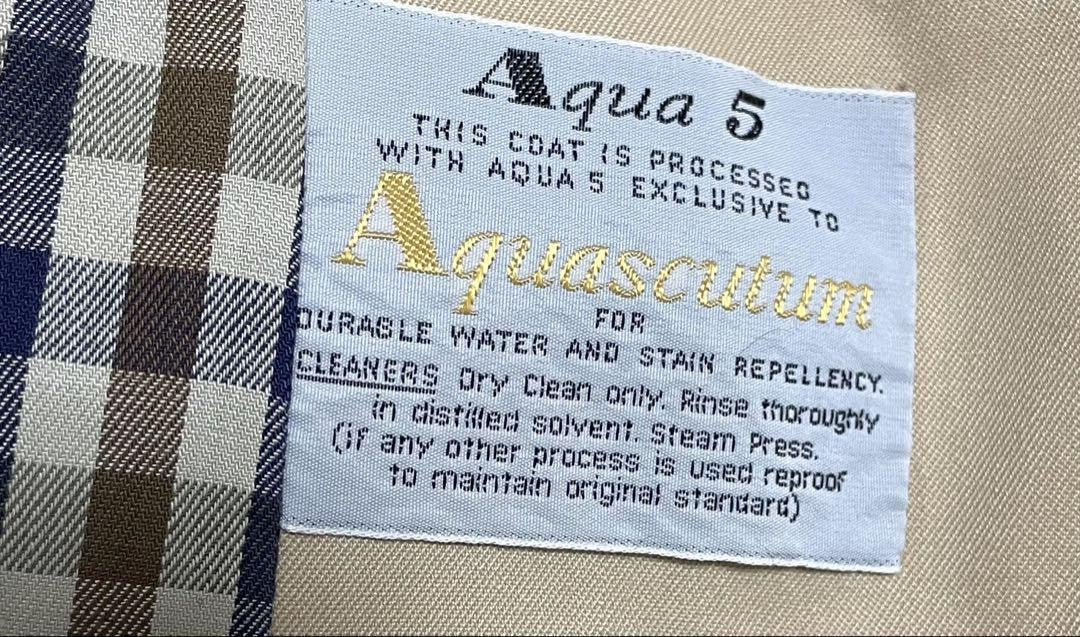 Aqua 5
THIS COAT IS PROCESSED
WITH AQUA 5 EXCLUSIVE TO
Aquascutum
FOR
DURABLE WATER AND STAIN REPELLENCY.
CLEANERS Dry Clean only. Rinse thoroughly
in distilled solvent. Steam Press.
(if any other process is used reproof
to maintain original standard)